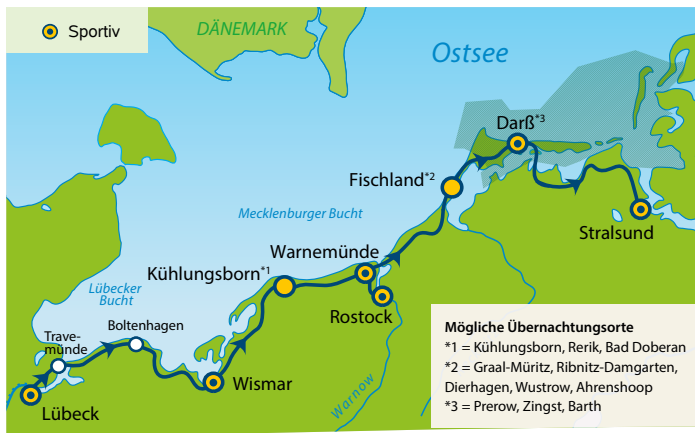 Sportiv
DÄNEMARK
Ostsee
Darß*3
Fischland*2
Mecklenburger Bucht
Stralsund
Warnemünde
Kühlungsborn*1
Lübecker
Bucht
Rostock
Boltenhagen
Trave-
münde
Wismar
Lübeck
Warnow
Mögliche Übernachtungsorte
*1 = Kühlungsborn, Rerik, Bad Doberan
*2 = Graal-Müritz, Ribnitz-Damgarten,
Dierhagen, Wustrow, Ahrenshoop
*3 = Prerow, Zingst, Barth